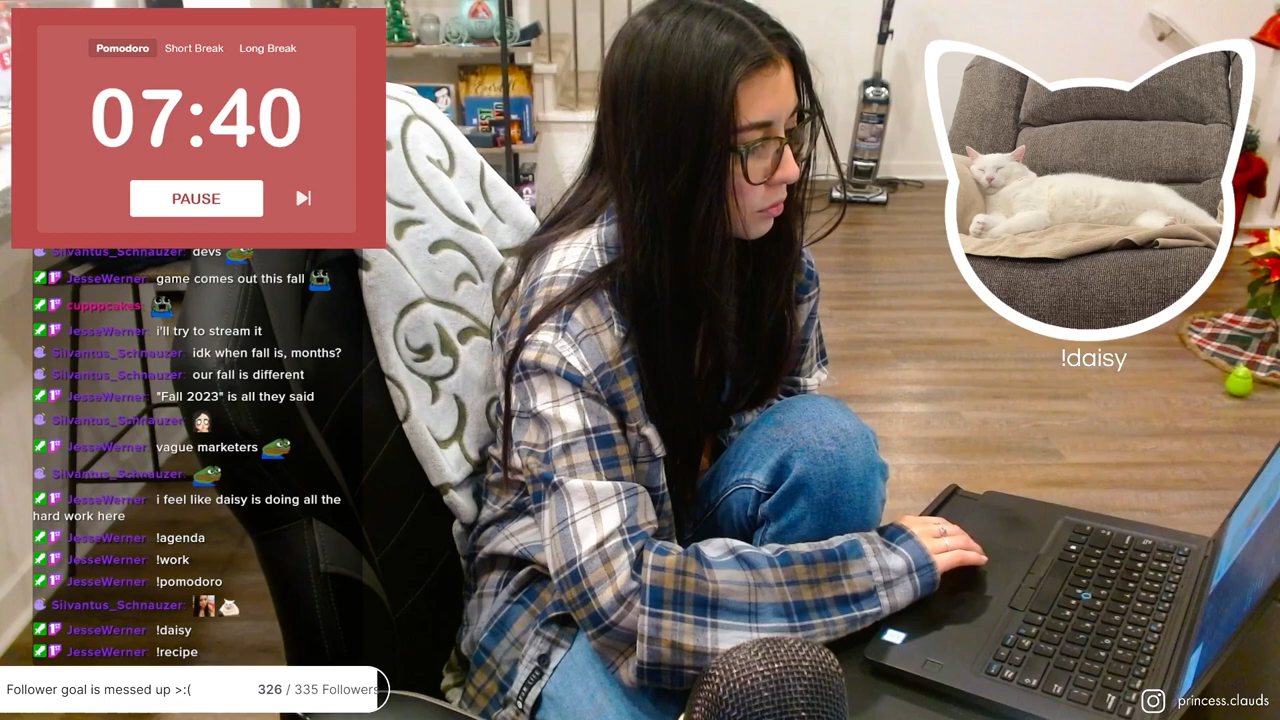 Pomodoro Short Break Long Break
07:40
PAUSE
Silvantus_Schnauzer: devs
JesseWerner: game comes out this fall
cupppcakes:
JesseWerner: i'll try to stream it
Silvantus_Schnauzer: idk when fall is, months?
Silvantus_Schnauzer: our fall is different
JesseWerner: "Fall 2023" is all they said
Silvantus_Schnauzer:
JesseWerner: vague marketers
Silvantus_Schnauzer:
JesseWerner: i feel like daisy is doing all the
hard work here
JesseWerner: !agenda
JesseWerner: !work
JesseWerner: !pomodoro
Silvantus_Schnauzer:
JesseWerner: !daisy
JesseWerner: !recipe
Follower goal is messed up >:( 326 / 335 Followers
!daisy
princess.clouds